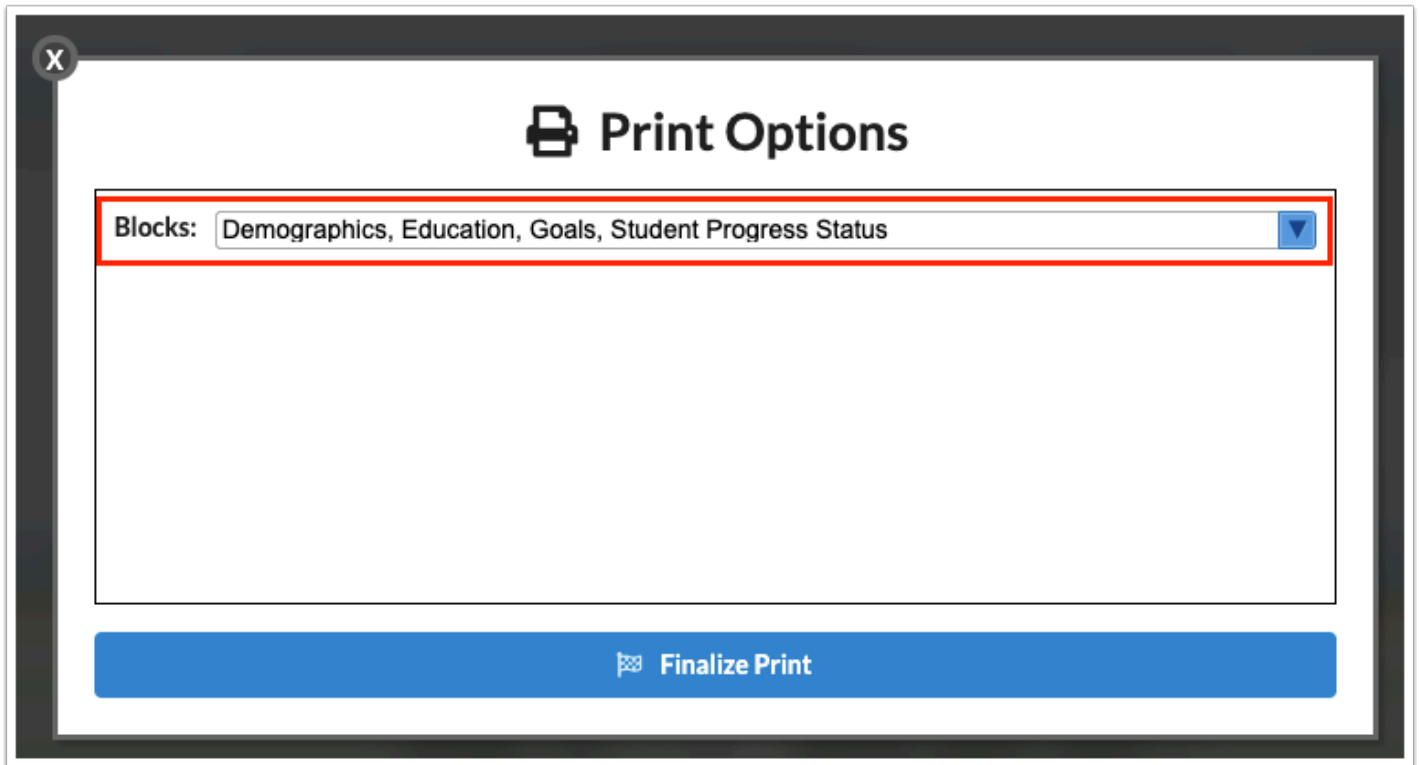 X
Print Options
Blocks: Demographics, Education, Goals, Student Progress Status
Finalize Print